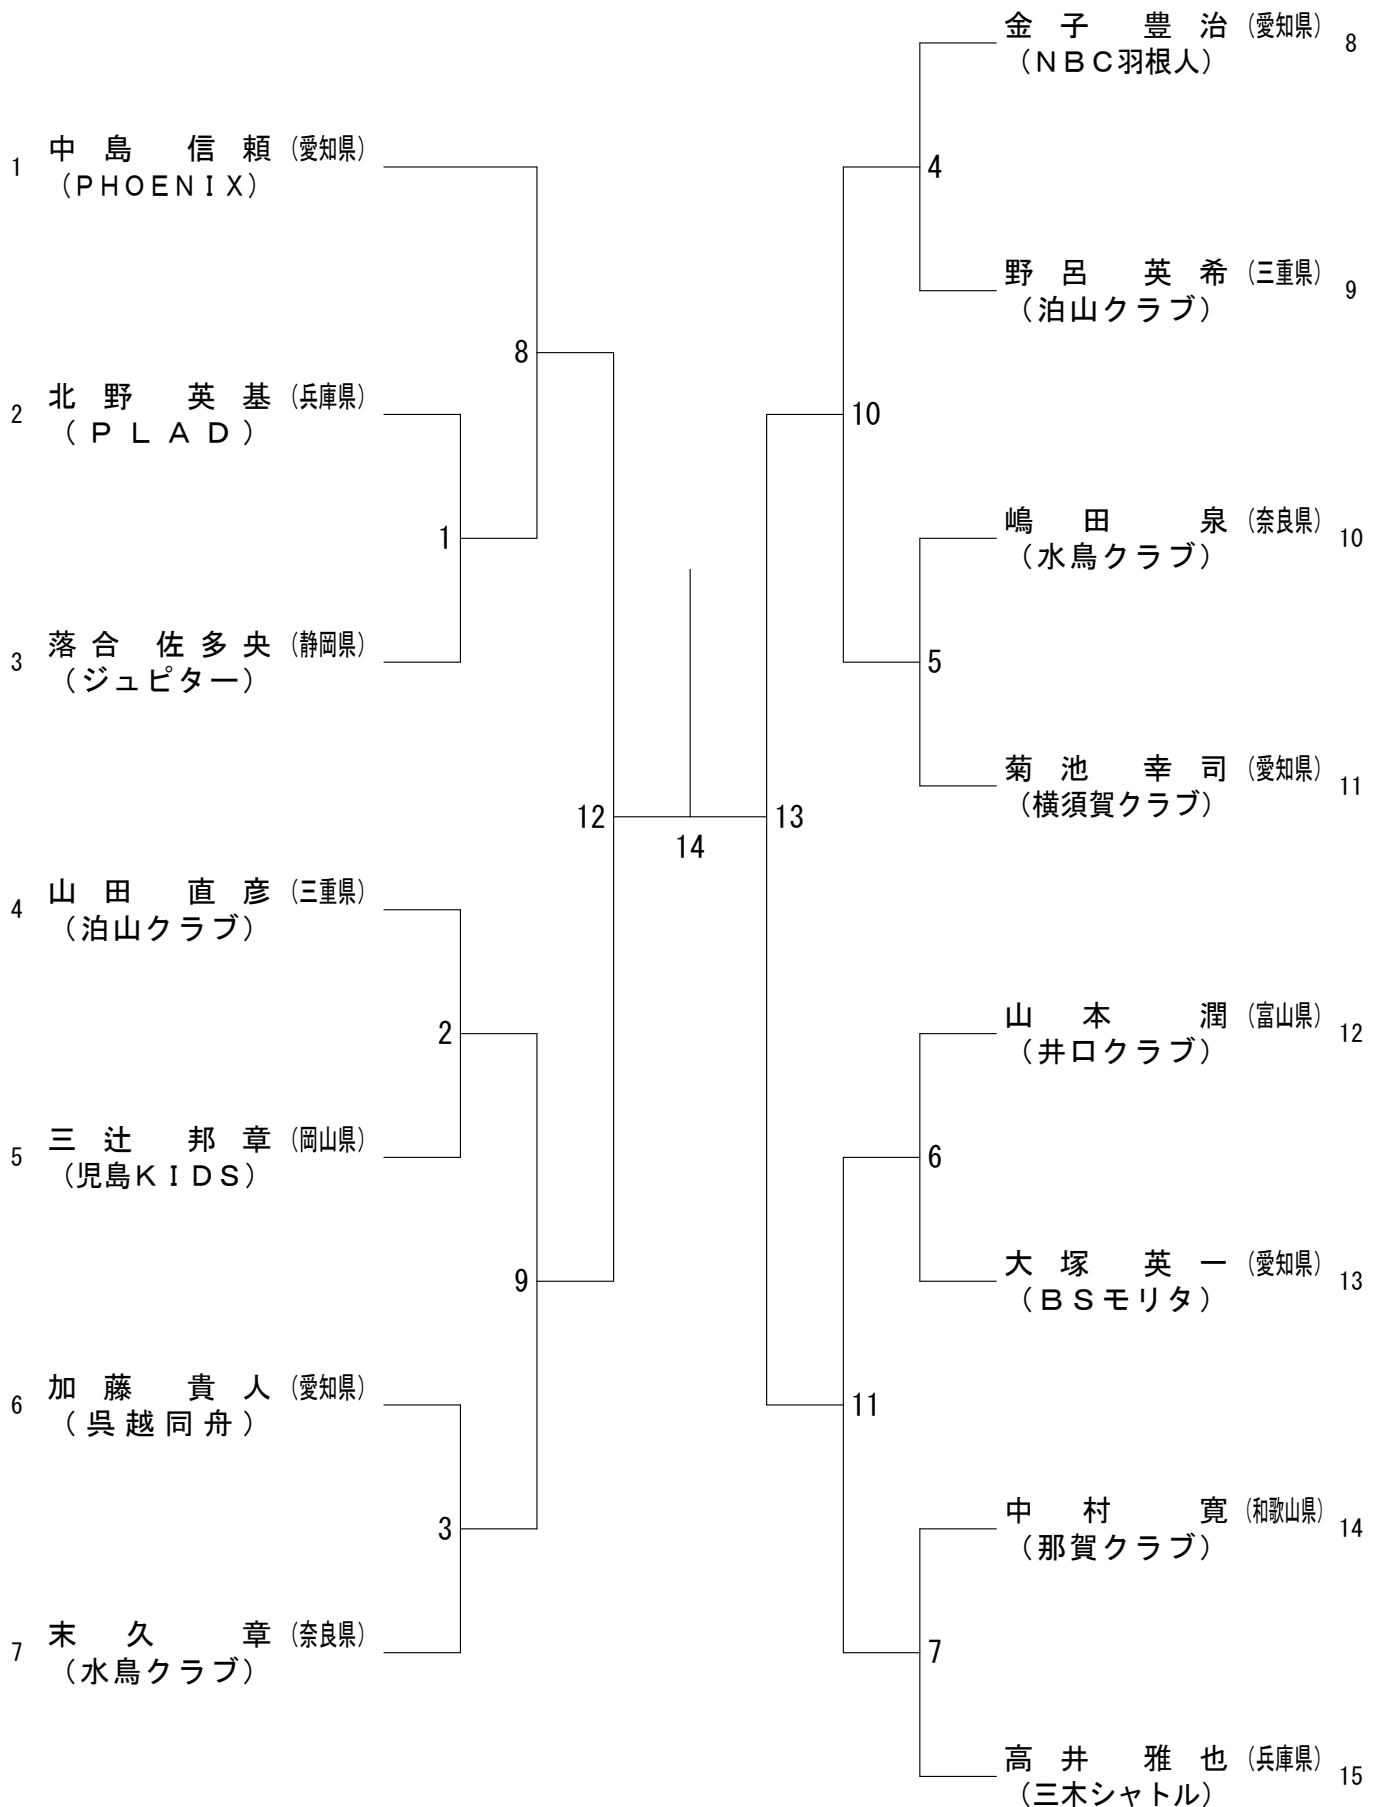 1 中島 信頼 (愛知県)
(PHOENIX)
8
2 北野 英基 (兵庫県)
(PLAD)
1
3 落合 佐多央 (静岡県)
(ジュピター)
12
14
4 山田 直彦 (三重県)
(泊山クラブ)
2
5 三辻 邦章 (岡山県)
(児島KIDS)
9
6 加藤 貴人 (愛知県)
(呉越同舟)
3
7 末久 章 (奈良県)
(水鳥クラブ)
金子 豊治 (愛知県) 8
(NBC羽根人)
4
野呂 英希 (三重県) 9
(泊山クラブ)
10
嶋田 泉 (奈良県) 10
(水鳥クラブ)
5
菊池 幸司 (愛知県) 11
(横須賀クラブ)
13
山本 潤 (富山県) 12
(井口クラブ)
6
大塚 英一 (愛知県) 13
(BSモリタ)
11
中村 寛 (和歌山県) 14
(那賀クラブ)
7
高井 雅也 (兵庫県) 15
(三木シャトル)